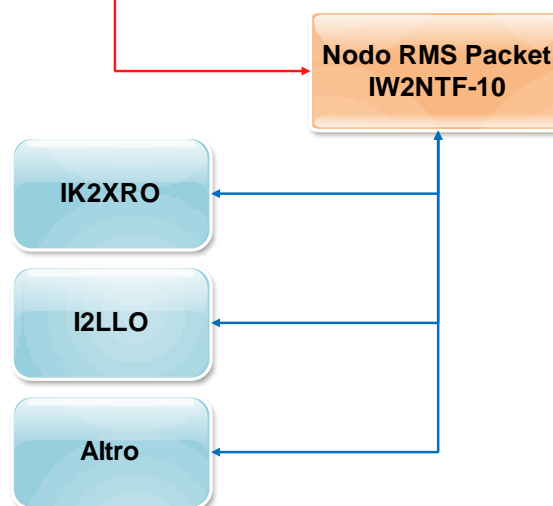 Nodo RMS Packet
IW2NTF-10
IK2XRO
I2LLO
Altro